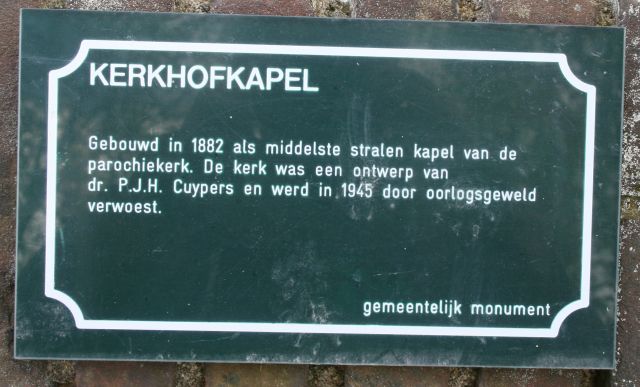 KERKHOFKAPEL
Gebouwd in 1882 als middelste stralen kapel van de
parochiekerk. De kerk was een ontwerp van
dr. P.J.H. Cuypers en werd in 1945 door oorlogsgeweld
verwoest.
gemeentelijk monument